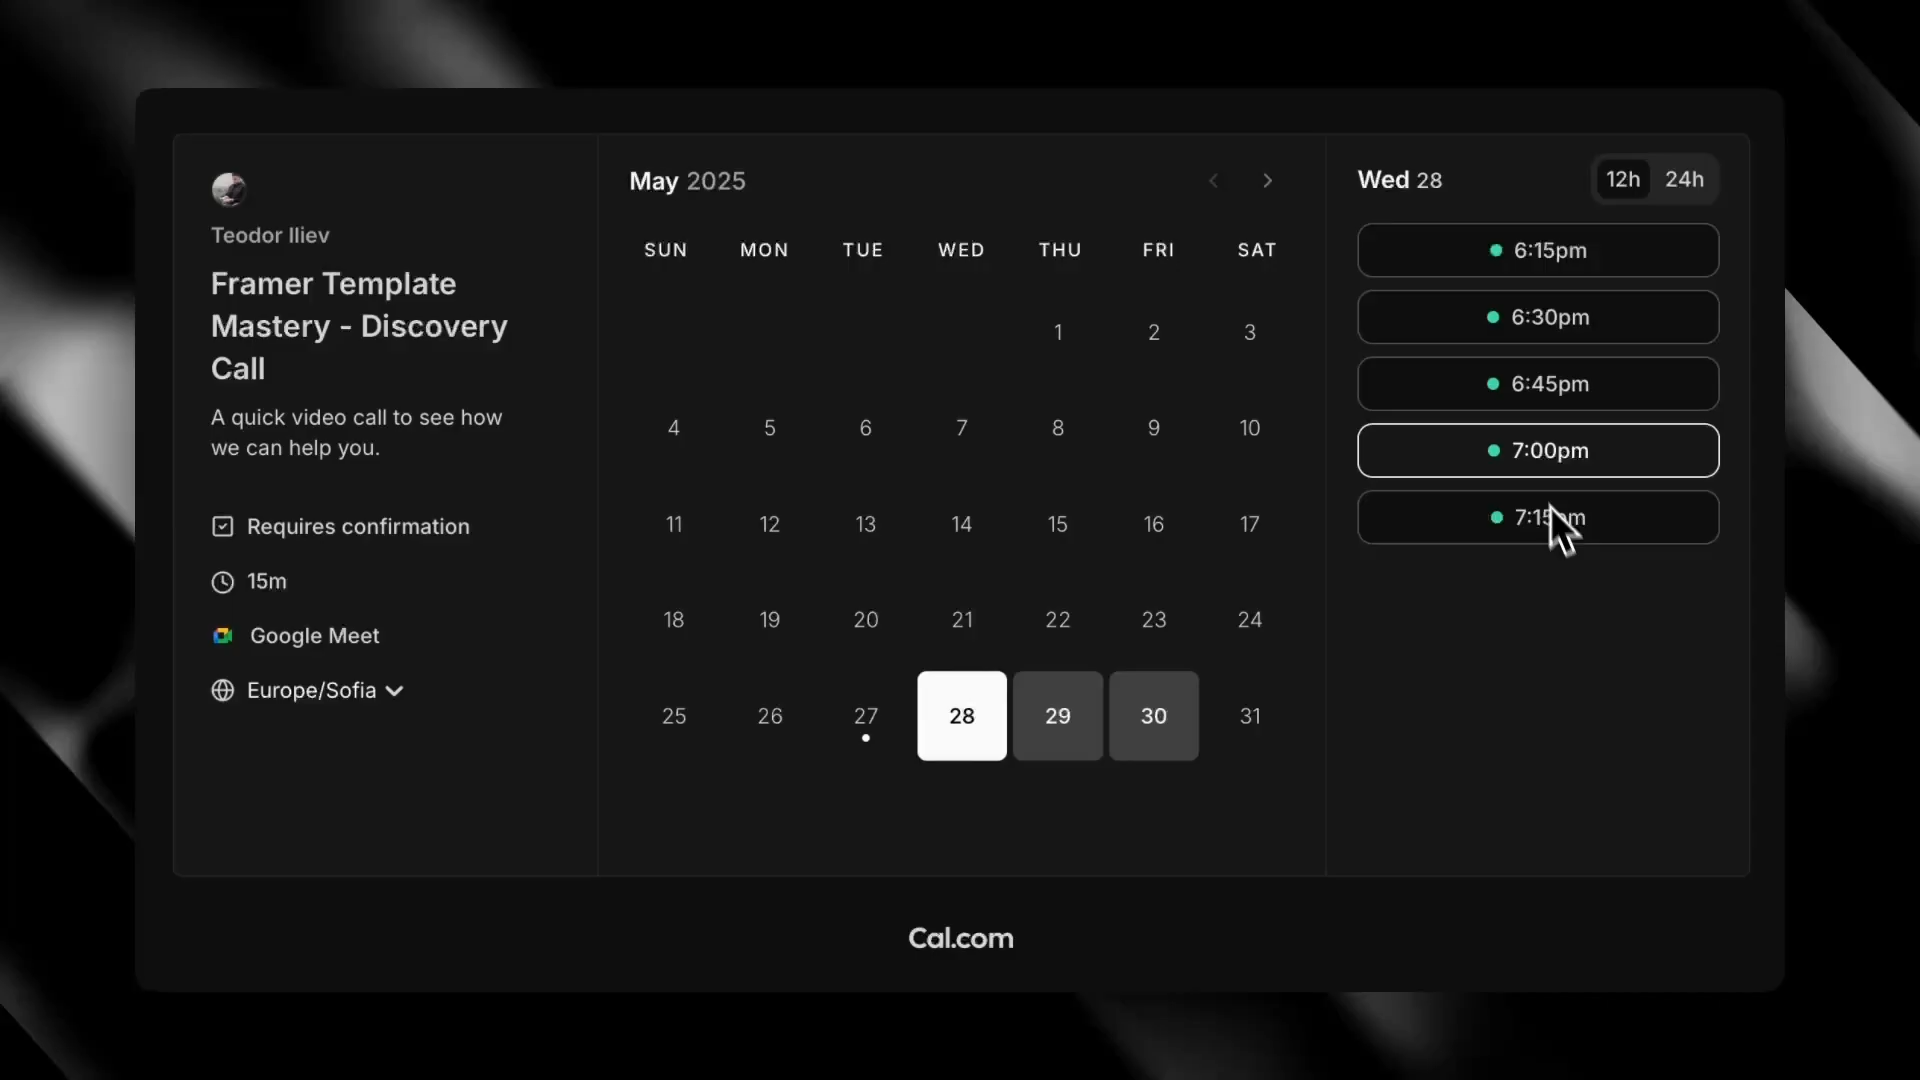 Teodor Iliev
Framer Template
Mastery - Discovery
Call
A quick video call to see how
we can help you.
Requires confirmation
15m
Google Meet
Europe/Sofia
May 2025
SUN MON TUE WED THU FRI SAT
1 2 3
4 5 6 7 8 9 10
11 12 13 14 15 16 17
18 19 20 21 22 23 24
25 26 27 28 29 30 31
Wed 28
12h 24h
6:15pm
6:30pm
6:45pm
7:00pm
7:15pm
Cal.com